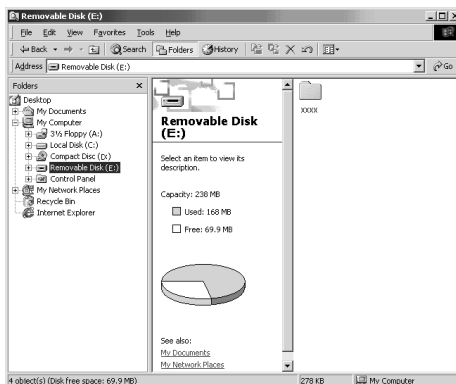 Removable Disk (E:)
File Edit View Favorites Tools Help
Back Search Folders History
Address Removable Disk (E:) Go
Folders
Desktop
My Documents
My Computer
3½ Floppy (A:)
Local Disk (C:)
Compact Disc (D:)
Removable Disk (E:)
Control Panel
My Network Places
Recycle Bin
Internet Explorer
Removable Disk
(E:)
Select an item to view its
description.
Capacity: 238 MB
Used: 168 MB
Free: 69.9 MB
See also:
My Documents
My Network Places
xxxx
4 object(s) (Disk free space: 69.9 MB) 278 KB My Computer